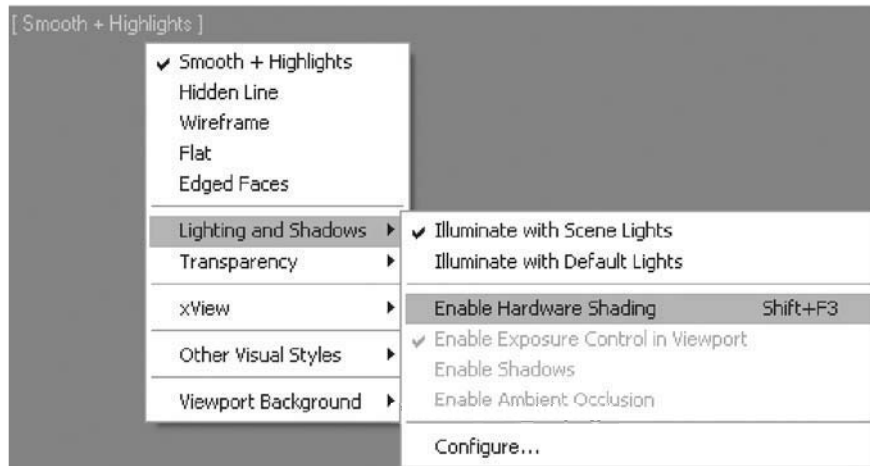 [ Smooth + Highlights ]
Smooth + Highlights
Hidden Line
Wireframe
Flat
Edged Faces
Lighting and Shadows
Transparency
xView
Other Visual Styles
Viewport Background
Illuminate with Scene Lights
Illuminate with Default Lights
Enable Hardware Shading Shift+F3
Enable Exposure Control in Viewport
Enable Shadows
Enable Ambient Occlusion
Configure...